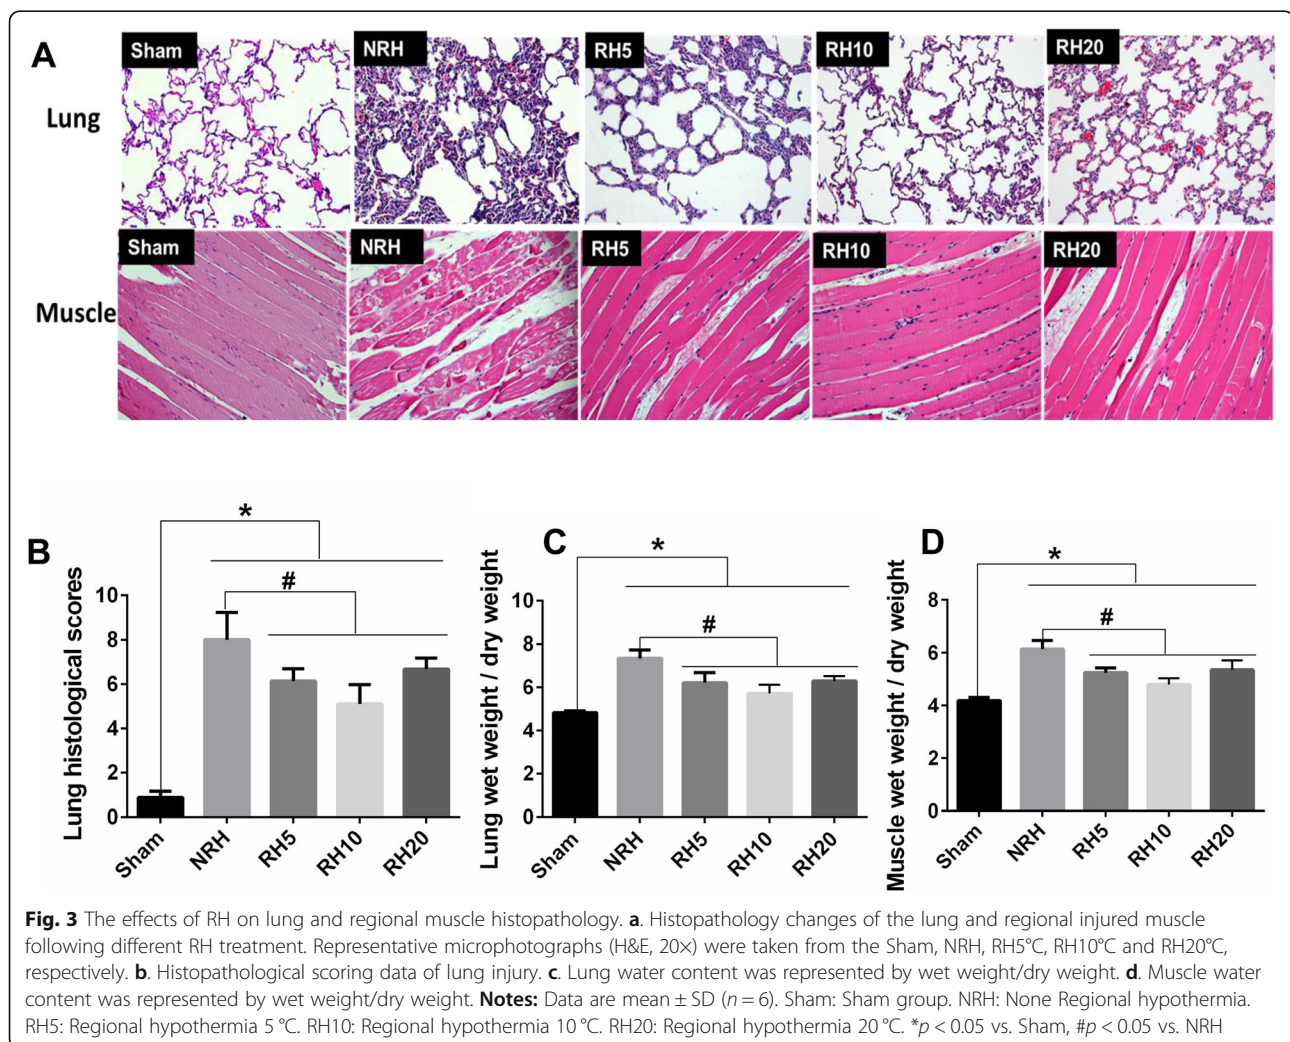 A
Sham
NRH
RH5
RH10
RH20
Lung
Sham
NRH
RH5
RH10
RH20
Muscle
B
*
#
Lung histological scores
10
8
6
4
2
0
Sham
NRH
RH5
RH10
RH20
C
*
#
Lung wet weight / dry weight
10
8
6
4
2
0
Sham
NRH
RH5
RH10
RH20
D
*
#
Muscle wet weight / dry weight
8
6
4
2
0
Sham
NRH
RH5
RH10
RH20
Fig. 3 The effects of RH on lung and regional muscle histopathology. a. Histopathology changes of the lung and regional injured muscle
following different RH treatment. Representative microphotographs (H&E, 20×) were taken from the Sham, NRH, RH5°C, RH10°C and RH20°C,
respectively. b. Histopathological scoring data of lung injury. c. Lung water content was represented by wet weight/dry weight. d. Muscle water
content was represented by wet weight/dry weight. Notes: Data are mean ± SD (n = 6). Sham: Sham group. NRH: None Regional hypothermia.
RH5: Regional hypothermia 5 °C. RH10: Regional hypothermia 10 °C. RH20: Regional hypothermia 20 °C. *p < 0.05 vs. Sham, #p < 0.05 vs. NRH